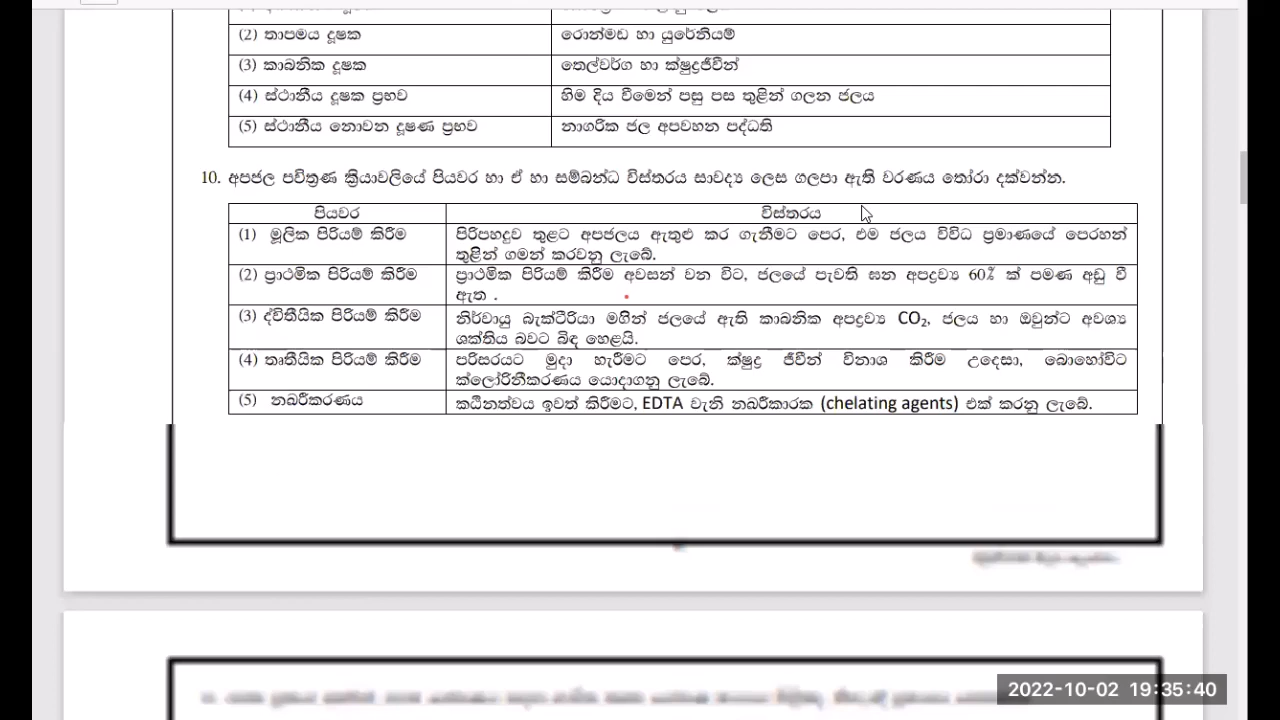 (2) තාපමය දූෂක රොන්මඩ හා යුරේනියම්
(3) කාබනික දූෂක තෙල්වර්ග හා ක්ෂුද්‍රජීවීන්
(4) ස්ථානීය දූෂක ප්‍රභව හිම දිය වීමෙන් පසු පස තුළින් ගලන ජලය
(5) ස්ථානීය නොවන දූෂණ ප්‍රභව නාගරික ජල අපවහන පද්ධති
10. අපජල පවිත්‍රණ ක්‍රියාවලියේ පියවර හා ඒ හා සම්බන්ධ විස්තරය සාවද්‍ය ලෙස ගලපා ඇති වරණය තෝරා දක්වන්න.
පියවර විස්තරය
(1) මූලික පිරියම් කිරීම පිරිපහදුව තුළට අපජලය ඇතුළු කර ගැනීමට පෙර, එම ජලය විවිධ ප්‍රමාණයේ පෙරහන්
තුළින් ගමන් කරවනු ලැබේ.
(2) ප්‍රාථමික පිරියම් කිරීම ප්‍රාථමික පිරියම් කිරීම අවසන් වන විට, ජලයේ පැවති ඝන අපද්‍රව්‍ය 60% ක් පමණ අඩු වී
ඇත .
(3) ද්විතීයික පිරියම් කිරීම නිර්වායු බැක්ටීරියා මගින් ජලයේ ඇති කාබනික අපද්‍රව්‍ය CO₂, ජලය හා ඔවුන්ට අවශ්‍ය
ශක්තිය බවට බිඳ හෙළයි.
(4) තෘතීයික පිරියම් කිරීම පරිසරයට මුදා හැරීමට පෙර, ක්ෂුද්‍ර ජීවීන් විනාශ කිරීම උදෙසා, බොහෝවිට
ක්ලෝරිනීකරණය යොදාගනු ලැබේ.
(5) නඛරීකරණය කඨිනත්වය ඉවත් කිරීමට, EDTA වැනි නඛරීකාරක (chelating agents) එක් කරනු ලැබේ.
2022-10-02 19:35:40